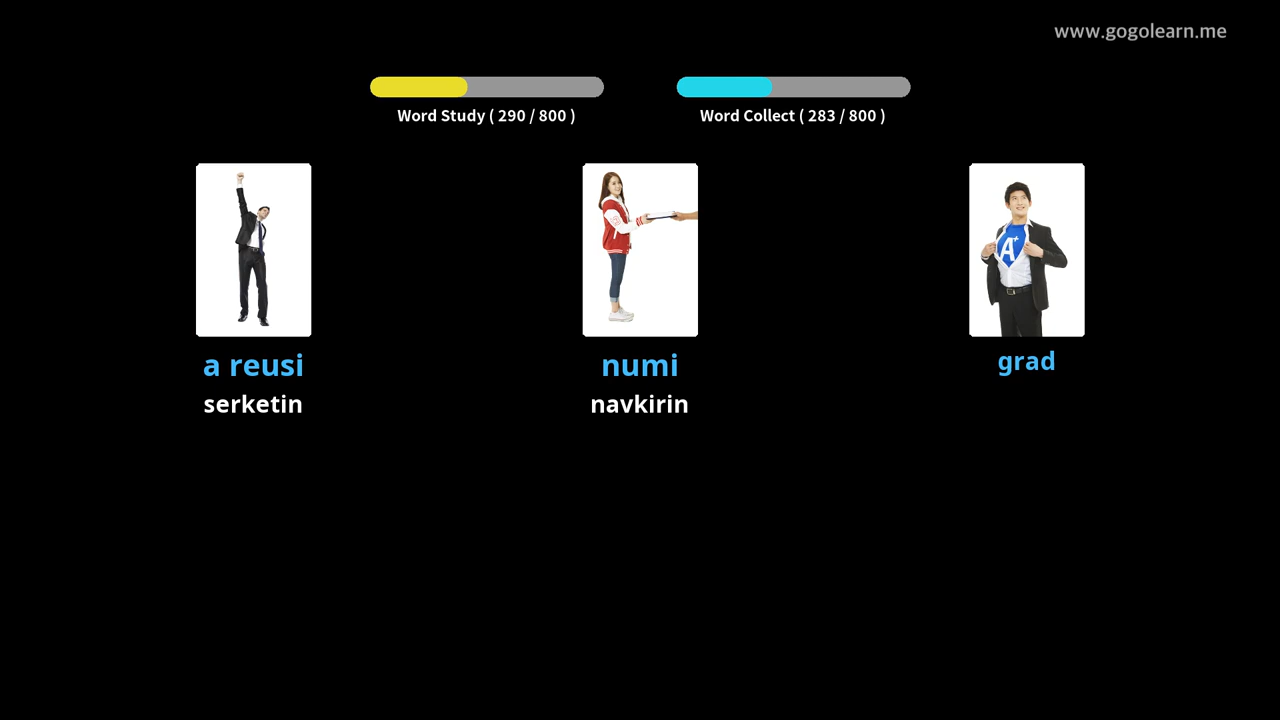 www.gogolearn.me
Word Study ( 290 / 800 )
Word Collect ( 283 / 800 )
A+
a reusi
numi
grad
serketin
navkirin